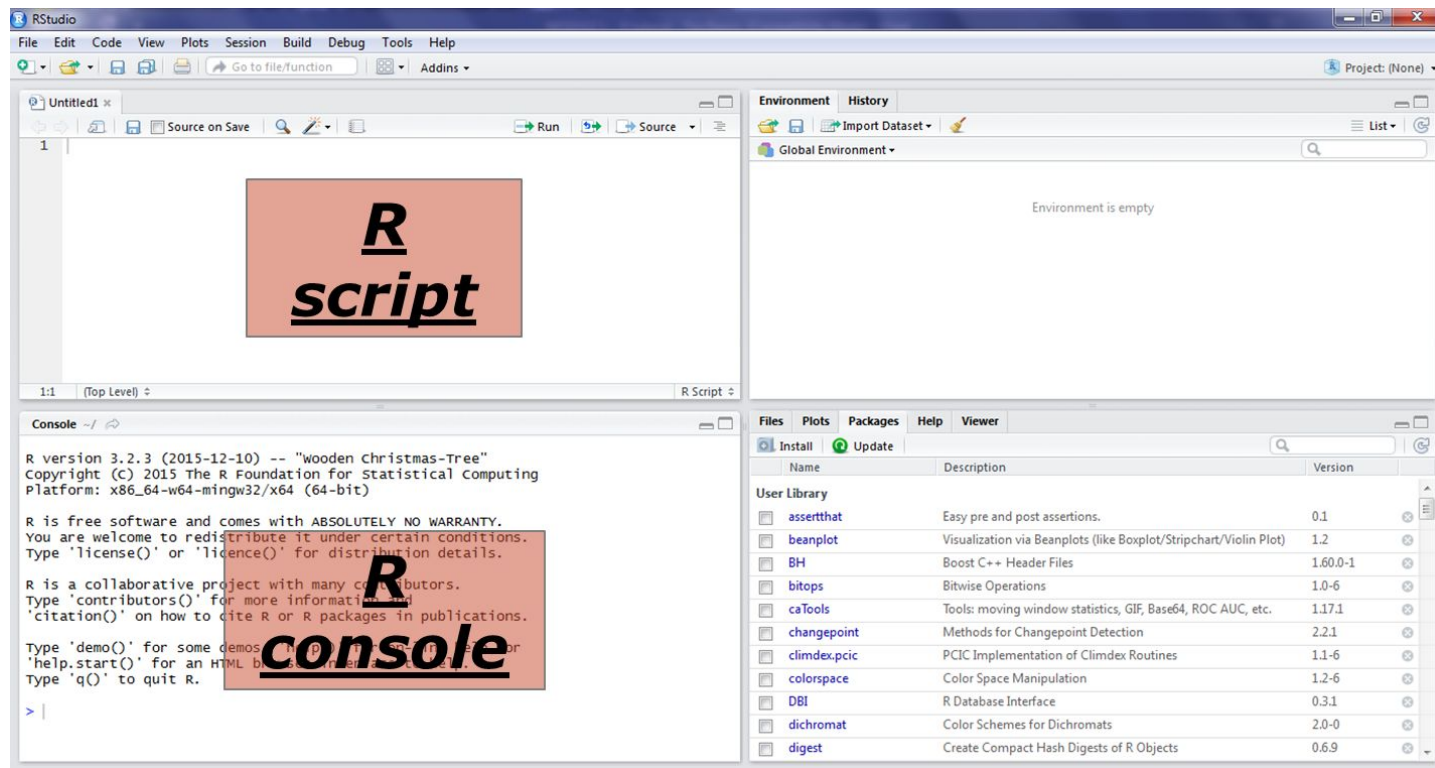 RStudio
File Edit Code View Plots Session Build Debug Tools Help
Go to file/function Addins Project: (None)
Untitled1
Source on Save Run Source
1
R
script
1:1 (Top Level) R Script
Console ~/
R version 3.2.3 (2015-12-10) -- "Wooden Christmas-Tree"
Copyright (C) 2015 The R Foundation for Statistical Computing
Platform: x86_64-w64-mingw32/x64 (64-bit)
R is free software and comes with ABSOLUTELY NO WARRANTY.
You are welcome to redistribute it under certain conditions.
Type 'license()' or 'licence()' for distribution details.
R is a collaborative project with many contributors.
Type 'contributors()' for more information and
'citation()' on how to cite R or R packages in publications.
Type 'demo()' for some demos, 'help()' for on-line help, or
'help.start()' for an HTML browser interface to help.
Type 'q()' to quit R.
>
R
console
Environment History
Import Dataset List
Global Environment
Environment is empty
Files Plots Packages Help Viewer
Install Update
Name Description Version
User Library
assertthat Easy pre and post assertions. 0.1
beanplot Visualization via Beanplots (like Boxplot/Stripchart/Violin Plot) 1.2
BH Boost C++ Header Files 1.60.0-1
bitops Bitwise Operations 1.0-6
caTools Tools: moving window statistics, GIF, Base64, ROC AUC, etc. 1.17.1
changepoint Methods for Changepoint Detection 2.2.1
climdex.pcic PCIC Implementation of Climdex Routines 1.1-6
colorspace Color Space Manipulation 1.2-6
DBI R Database Interface 0.3.1
dichromat Color Schemes for Dichromats 2.0-0
digest Create Compact Hash Digests of R Objects 0.6.9